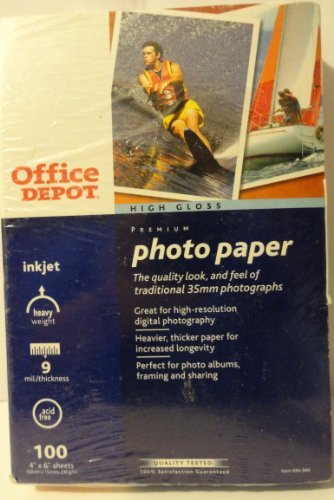 Office
DEPOT
HIGH GLOSS
PREMIUM
photo paper
The quality look, and feel of
traditional 35mm photographs
inkjet
heavy
weight
Great for high-resolution
digital photography
Heavier, thicker paper for
increased longevity
9
mil/thickness
Perfect for photo albums,
framing and sharing
acid
free
100
4" x 6" sheets
QUALITY TESTED
100% Satisfaction Guaranteed